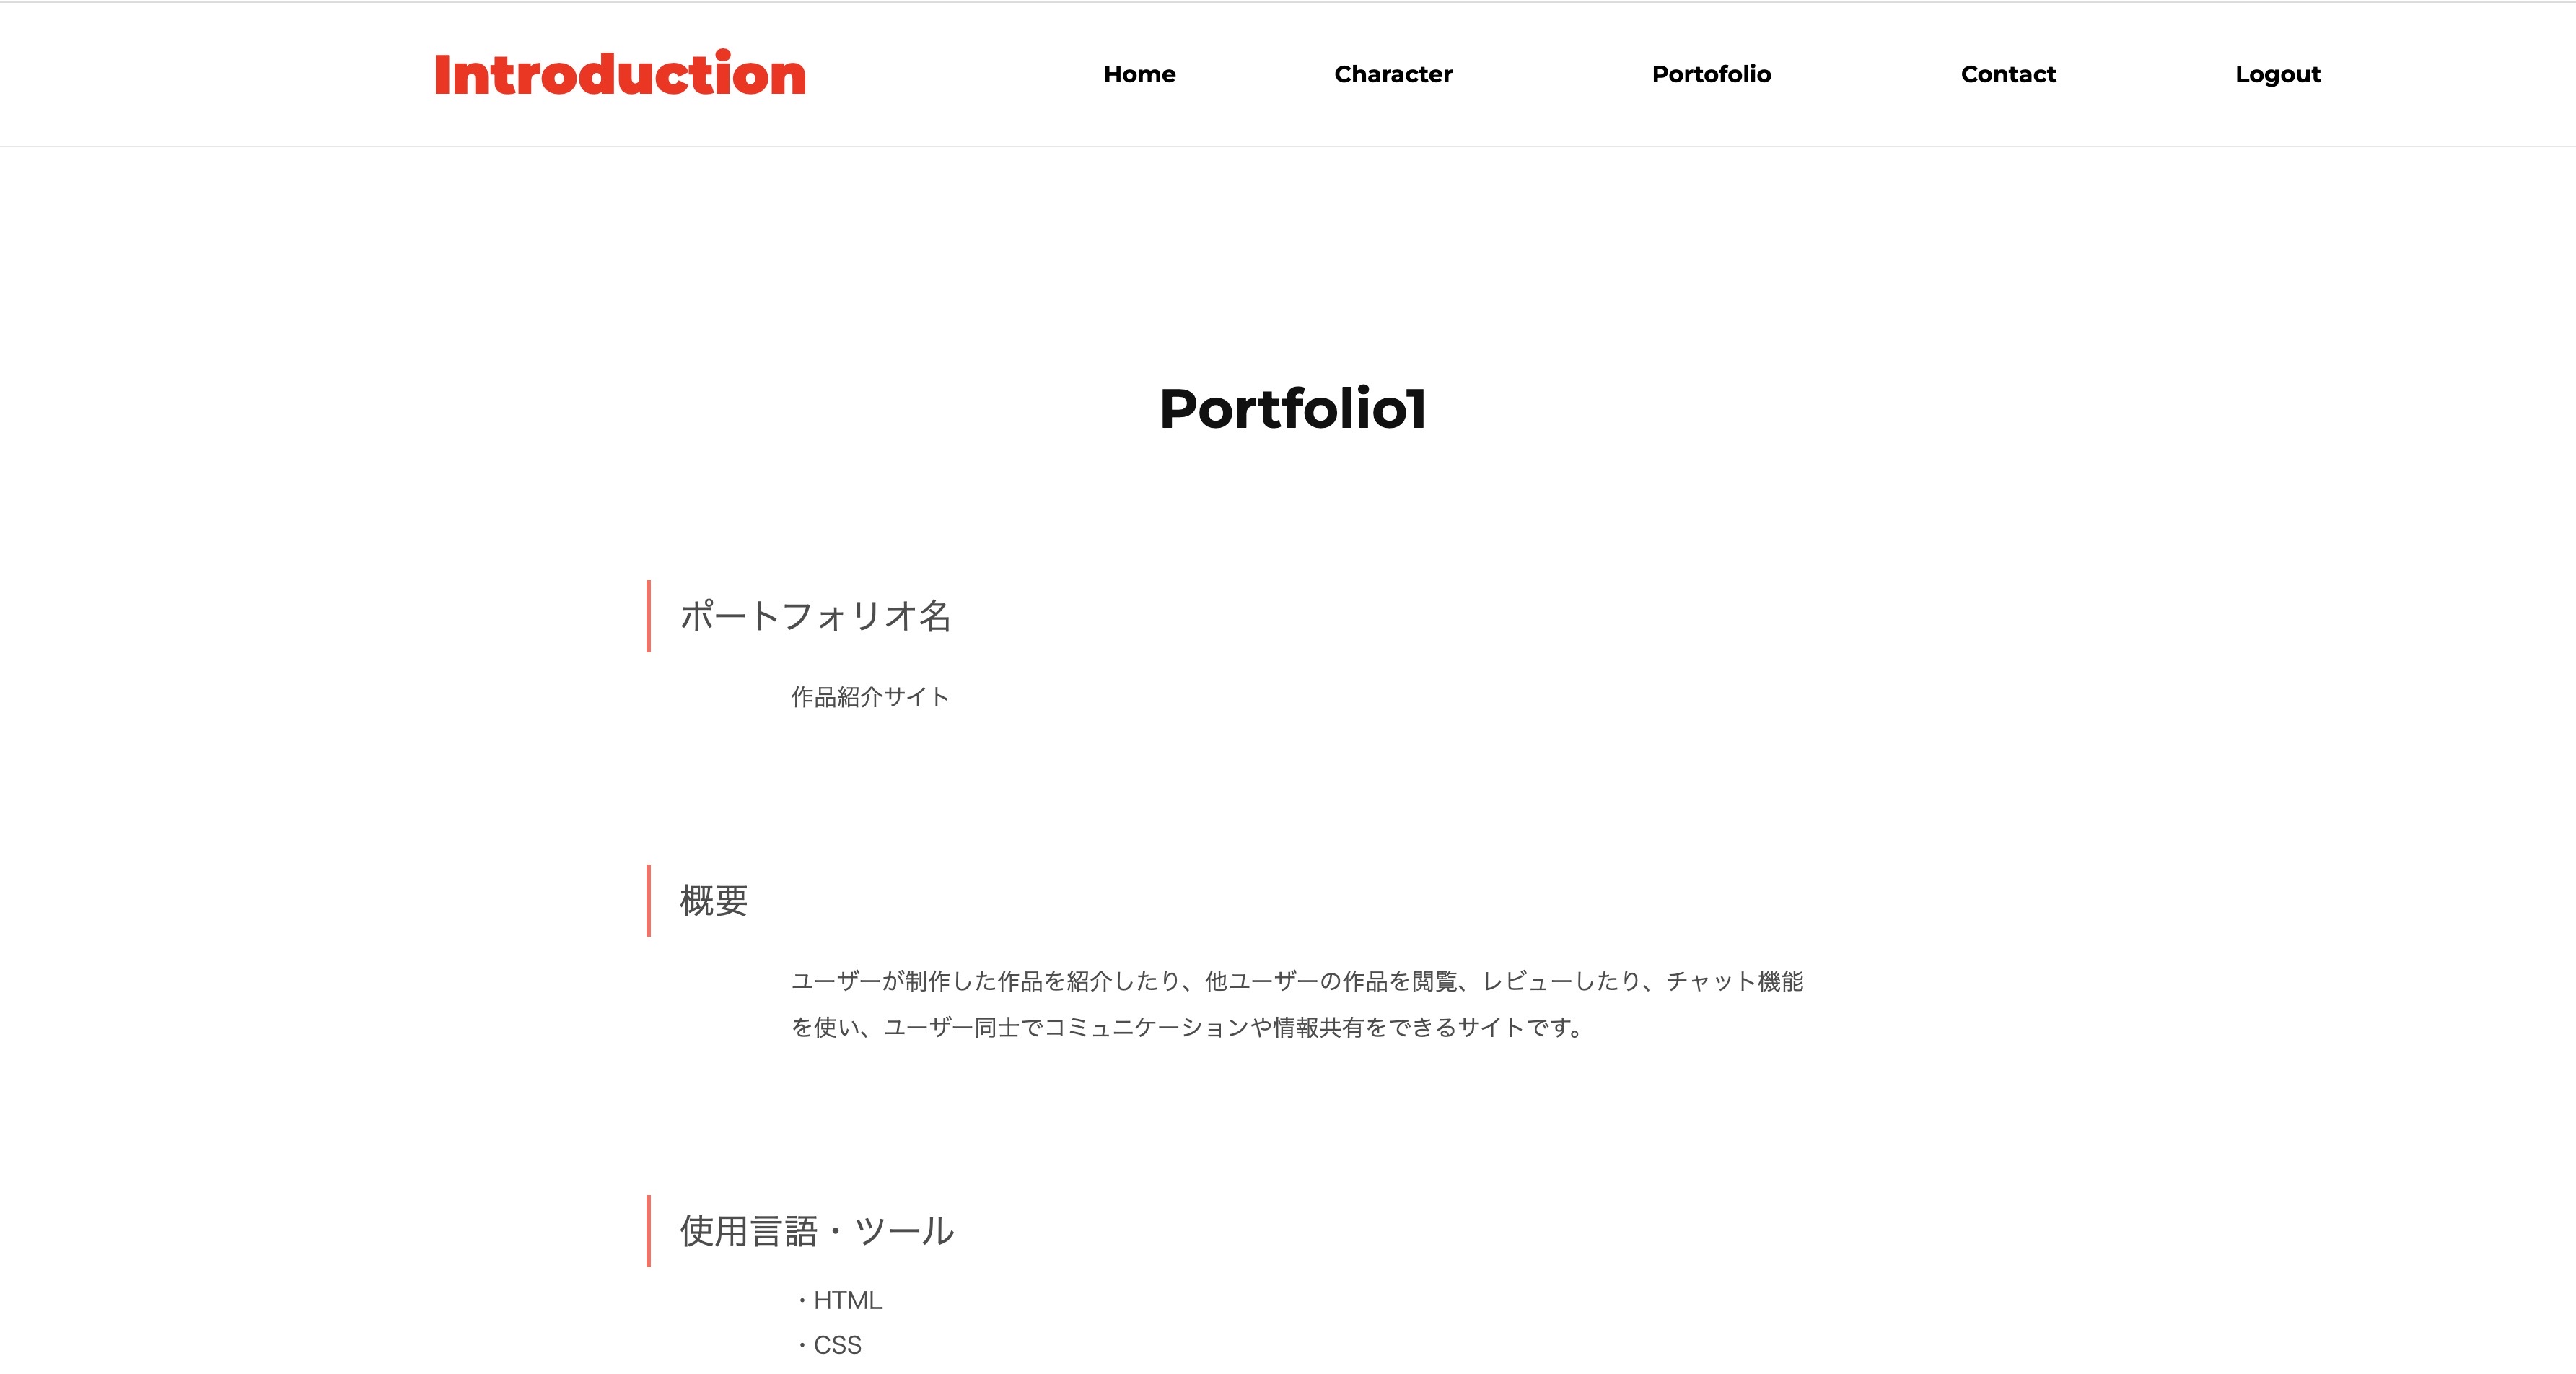 Introduction
Home
Character
Portofolio
Contact
Logout
Portfolio1
ポートフォリオ名
作品紹介サイト
概要
ユーザーが制作した作品を紹介したり、他ユーザーの作品を閲覧、レビューしたり、チャット機能
を使い、ユーザー同士でコミュニケーションや情報共有をできるサイトです。
使用言語・ツール
・HTML
・CSS